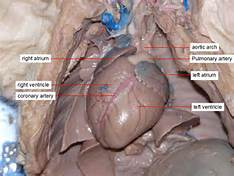 aortic arch
right atrium
Pulmonary artery
left atrium
right ventricle
coronary artery
left ventricle